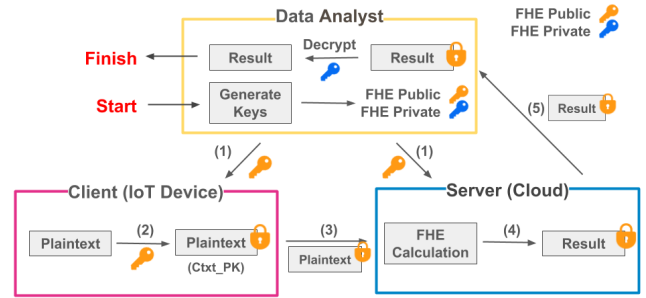 Data Analyst
FHE Public
FHE Private
Finish
Result
Decrypt
Result
Start
Generate
Keys
FHE Public
FHE Private
(5)
Result
(1)
(1)
Client (IoT Device)
Server (Cloud)
Plaintext
(2)
Plaintext
(Ctxt_PK)
(3)
Plaintext
FHE
Calculation
(4)
Result